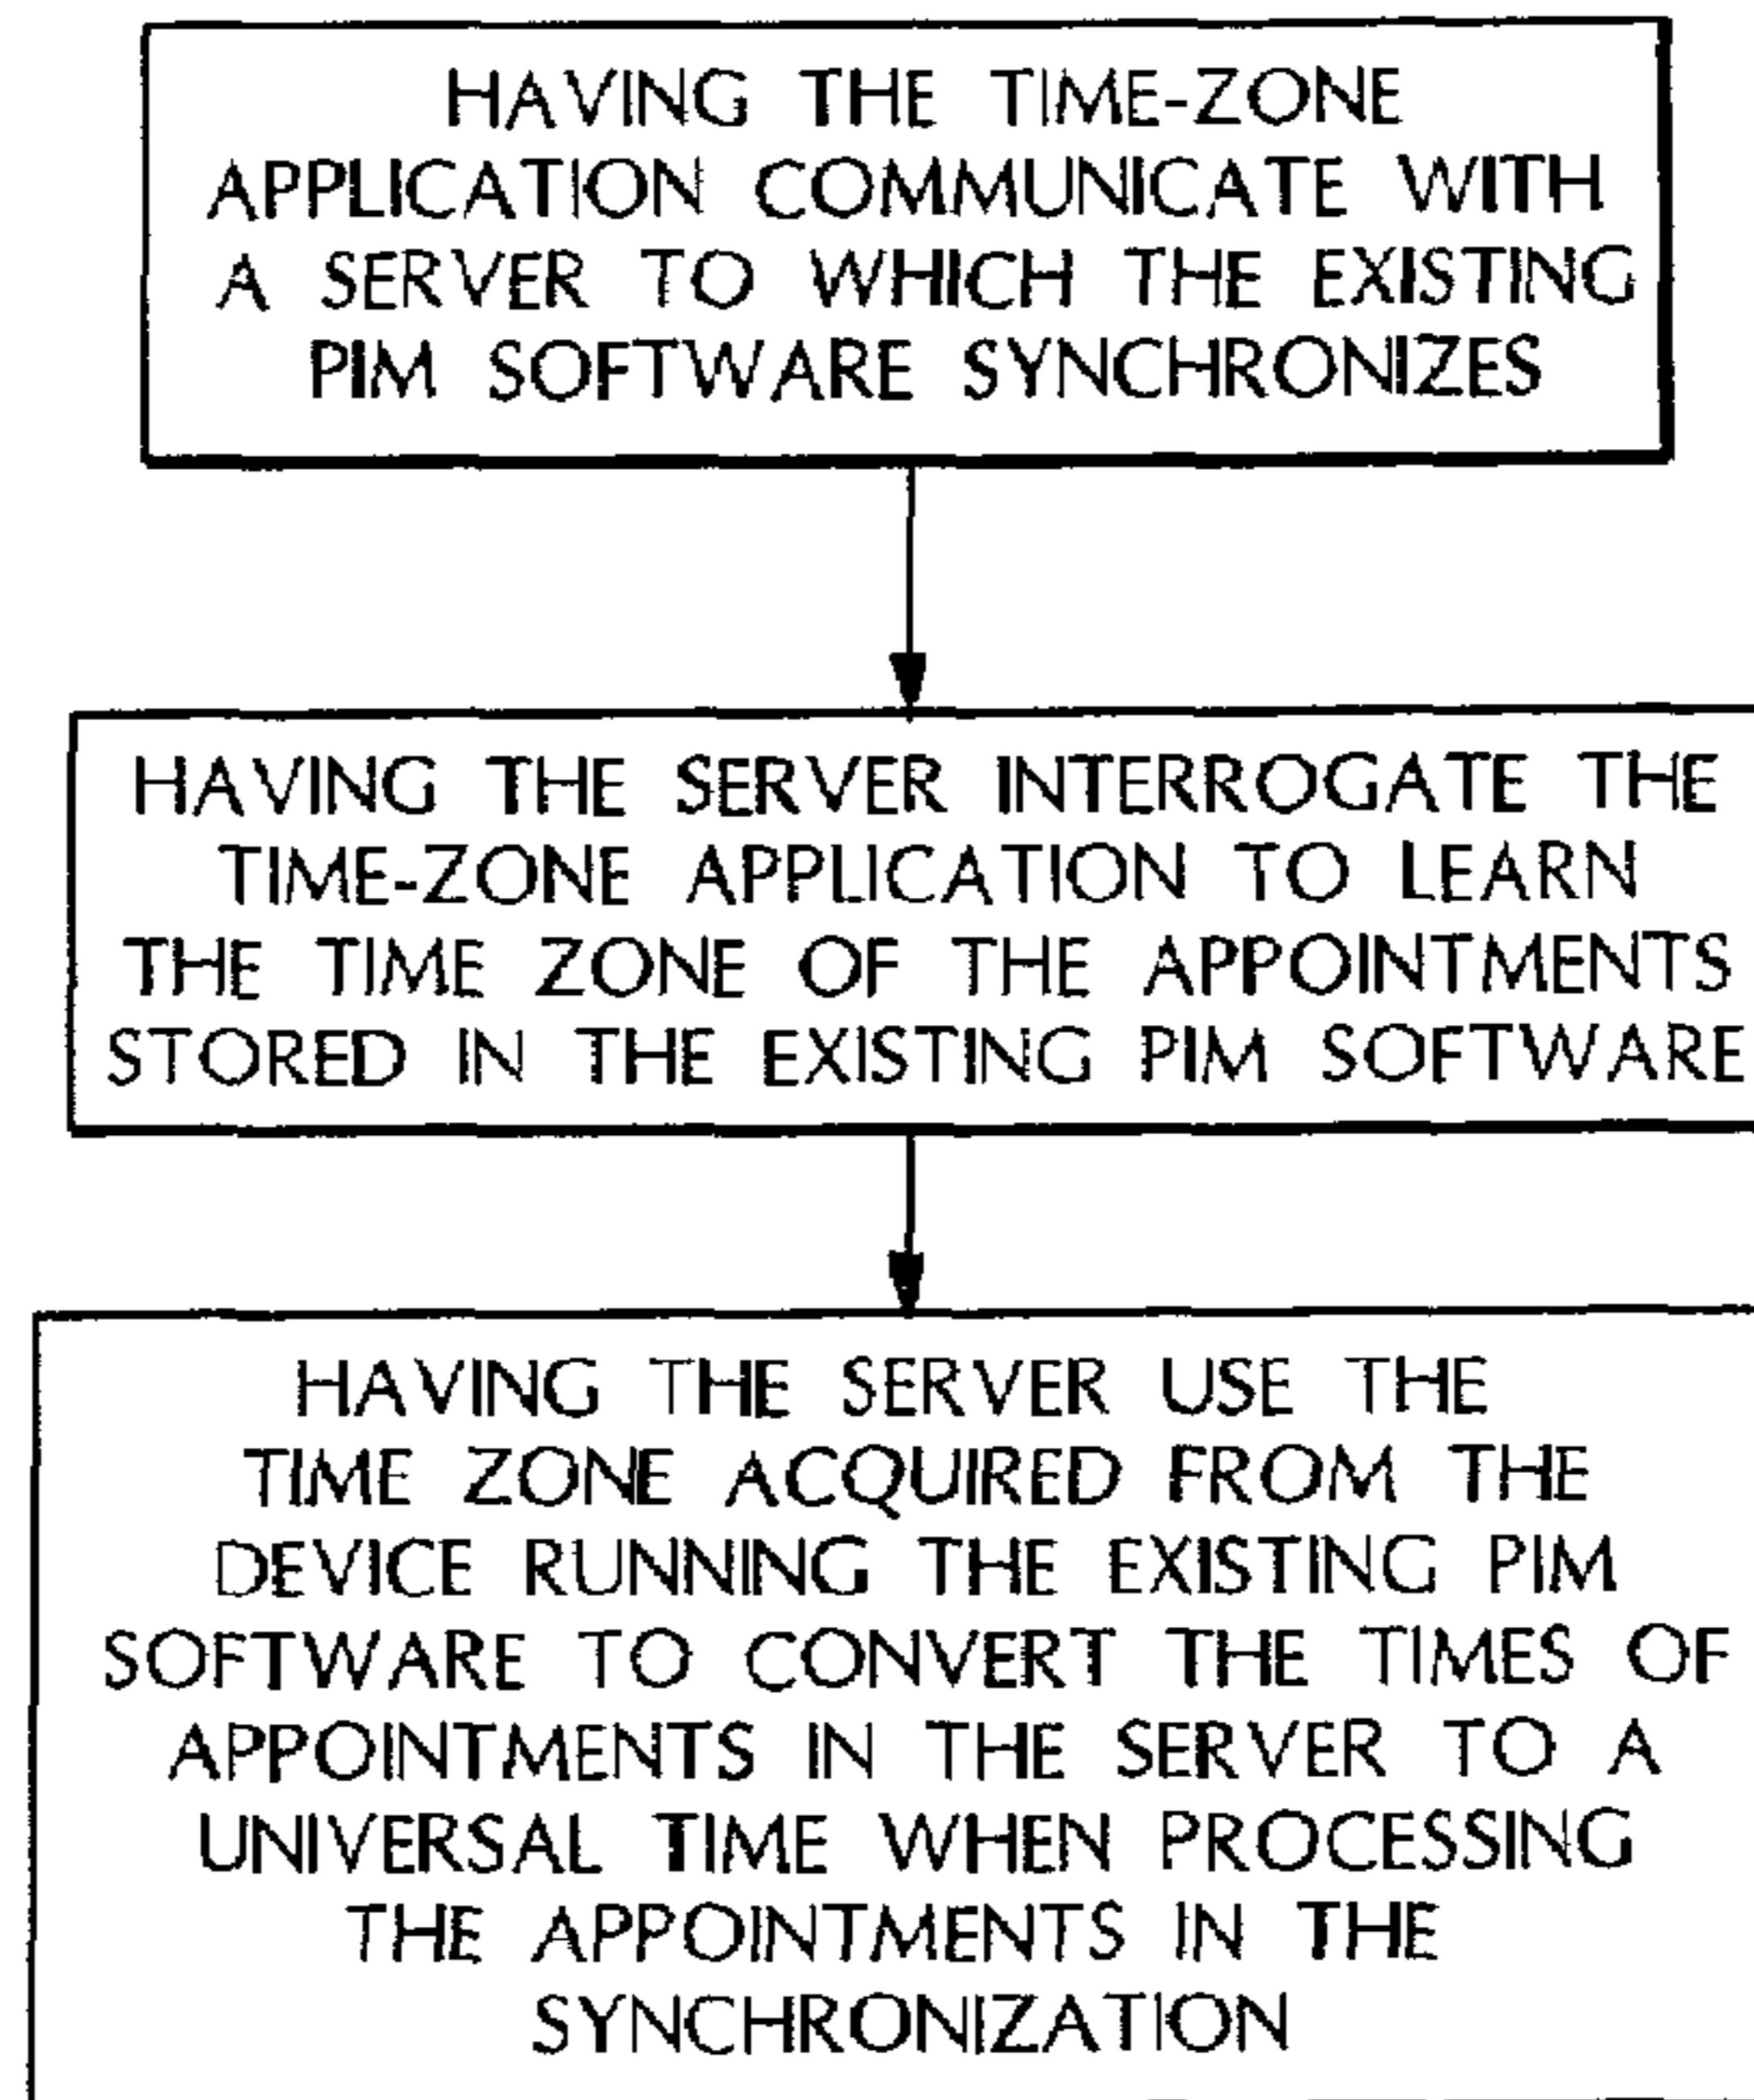 HAVING THE TIME-ZONE
APPLICATION COMMUNICATE WITH
A SERVER TO WHICH THE EXISTING
PIM SOFTWARE SYNCHRONIZES
HAVING THE SERVER INTERROGATE THE
TIME-ZONE APPLICATION TO LEARN
THE TIME ZONE OF THE APPOINTMENTS
STORED IN THE EXISTING PIM SOFTWARE
HAVING THE SERVER USE THE
TIME ZONE ACQUIRED FROM THE
DEVICE RUNNING THE EXISTING PIM
SOFTWARE TO CONVERT THE TIMES OF
APPOINTMENTS IN THE SERVER TO A
UNIVERSAL TIME WHEN PROCESSING
THE APPOINTMENTS IN THE
SYNCHRONIZATION